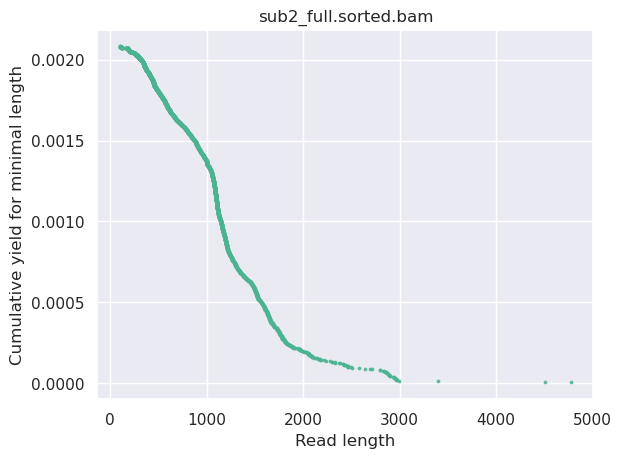 sub2_full.sorted.bam
Cumulative yield for minimal length
0.0020
0.0015
0.0010
0.0005
0.0000
0 1000 2000 3000 4000 5000
Read length